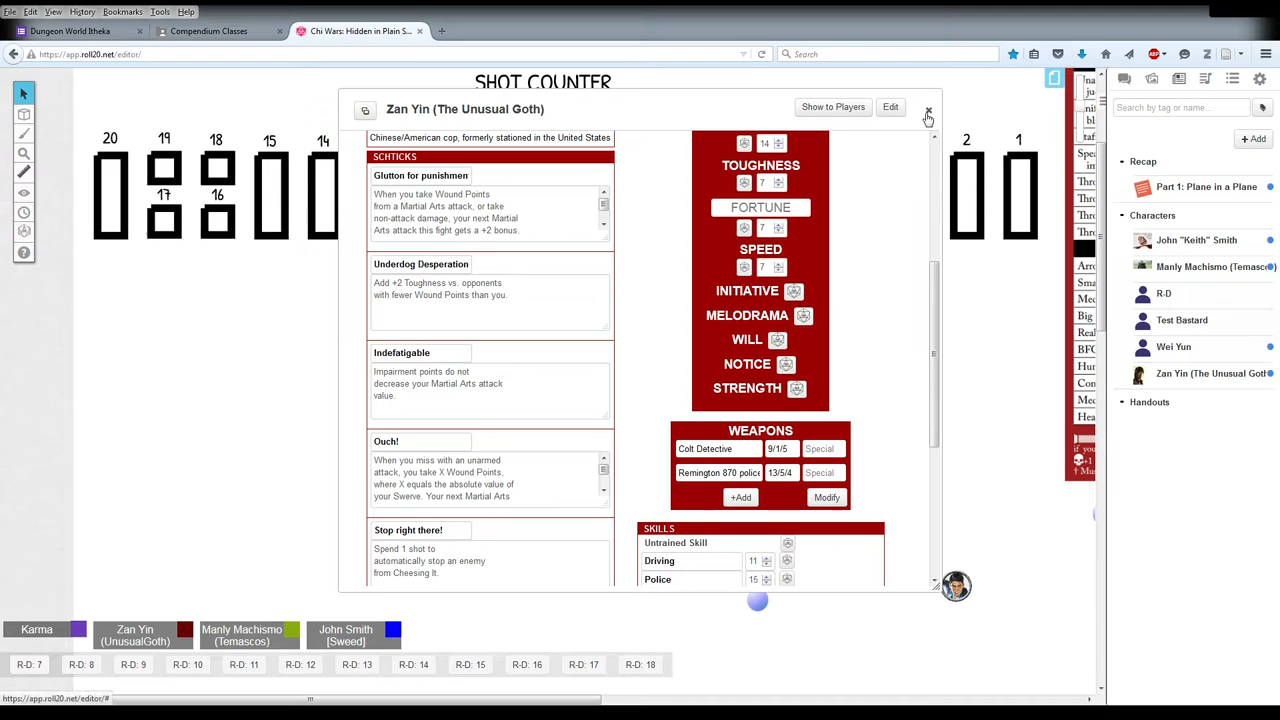 File Edit View History Bookmarks Tools Help
Dungeon World Itheka
Compendium Classes
Chi Wars: Hidden in Plain S...
https://app.roll20.net/editor/
Search
SHOT COUNTER
20 19 18 15 14 2 1
17 16
Zan Yin (The Unusual Goth)
Show to Players
Edit
Chinese/American cop, formerly stationed in the United States
SCHTICKS
Glutton for punishmen
When you take Wound Points
from a Martial Arts attack, or take
non-attack damage, your next Martial
Arts attack this fight gets a +2 bonus.
Underdog Desperation
Add +2 Toughness vs. opponents
with fewer Wound Points than you.
Indefatigable
Impairment points do not
decrease your Martial Arts attack
value.
Ouch!
When you miss with an unarmed
attack, you take X Wound Points,
where X equals the absolute value of
your Swerve. Your next Martial Arts
Stop right there!
Spend 1 shot to
automatically stop an enemy
from Cheesing It.
14
TOUGHNESS
7
FORTUNE
7
SPEED
7
INITIATIVE
MELODRAMA
WILL
NOTICE
STRENGTH
WEAPONS
Colt Detective 9/1/5 Special
Remington 870 police 13/5/4 Special
+Add
Modify
SKILLS
Untrained Skill
Driving 11
Police 15
Search by tag or name...
+ Add
Recap
Part 1: Plane in a Plane
Characters
John "Keith" Smith
Manly Machismo (Temasc
R-D
Test Bastard
Wei Yun
Zan Yin (The Unusual Goth
Handouts
Karma
Zan Yin
(UnusualGoth)
Manly Machismo
(Temascos)
John Smith
[Sweed]
R-D: 7 R-D: 8 R-D: 9 R-D: 10 R-D: 11 R-D: 12 R-D: 13 R-D: 14 R-D: 15 R-D: 16 R-D: 17 R-D: 18
https://app.roll20.net/editor/#